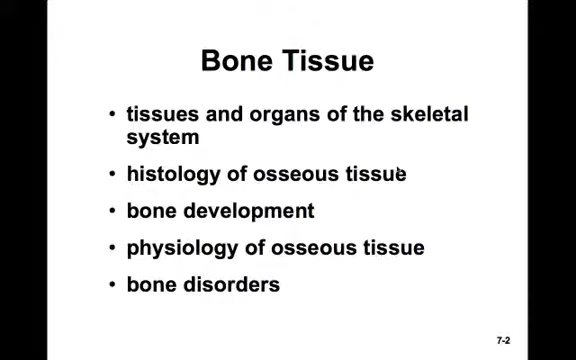 Bone Tissue
• tissues and organs of the skeletal
system
• histology of osseous tissue
• bone development
• physiology of osseous tissue
• bone disorders
7-2